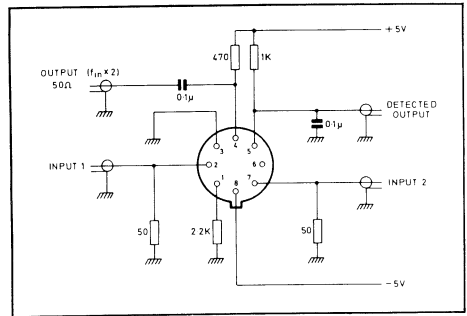 +5V
470
1K
OUTPUT (fin x 2)
50Ω
0·1µ
DETECTED
OUTPUT
0·1µ
3
4
5
INPUT 1
2
6
1
8
7
INPUT 2
50
2.2K
50
−5V